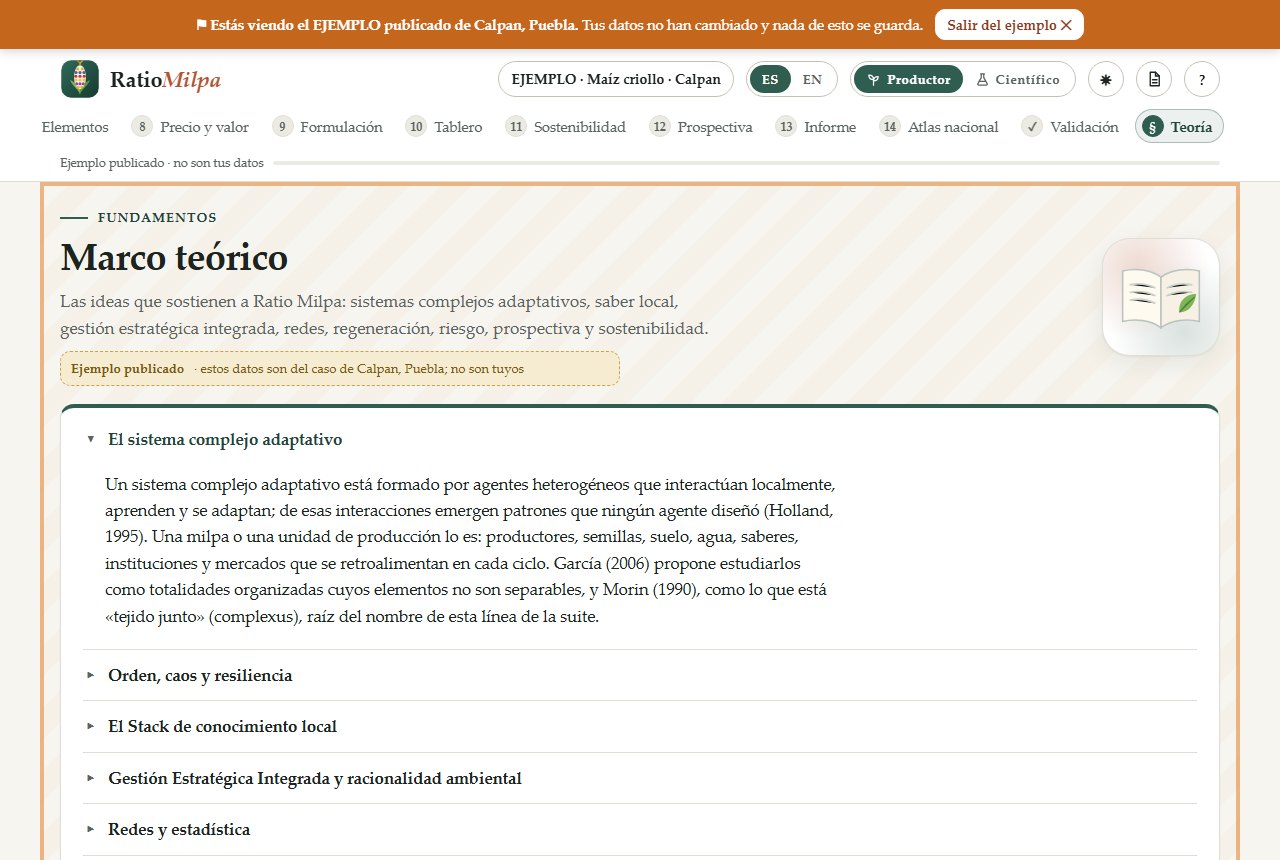 ⚑ Estás viendo el EJEMPLO publicado de Calpan, Puebla. Tus datos no han cambiado y nada de esto se guarda. Salir del ejemplo ✕
RatioMilpa EJEMPLO · Maíz criollo · Calpan ES EN Productor Científico ?
Elementos 8 Precio y valor 9 Formulación 10 Tablero 11 Sostenibilidad 12 Prospectiva 13 Informe 14 Atlas nacional ✓ Validación § Teoría
Ejemplo publicado · no son tus datos
FUNDAMENTOS
Marco teórico
Las ideas que sostienen a Ratio Milpa: sistemas complejos adaptativos, saber local,
gestión estratégica integrada, redes, regeneración, riesgo, prospectiva y sostenibilidad.
Ejemplo publicado · estos datos son del caso de Calpan, Puebla; no son tuyos
El sistema complejo adaptativo
Un sistema complejo adaptativo está formado por agentes heterogéneos que interactúan localmente,
aprenden y se adaptan; de esas interacciones emergen patrones que ningún agente diseñó (Holland,
1995). Una milpa o una unidad de producción lo es: productores, semillas, suelo, agua, saberes,
instituciones y mercados que se retroalimentan en cada ciclo. García (2006) propone estudiarlos
como totalidades organizadas cuyos elementos no son separables, y Morin (1990), como lo que está
«tejido junto» (complexus), raíz del nombre de esta línea de la suite.
Orden, caos y resiliencia
El Stack de conocimiento local
Gestión Estratégica Integrada y racionalidad ambiental
Redes y estadística